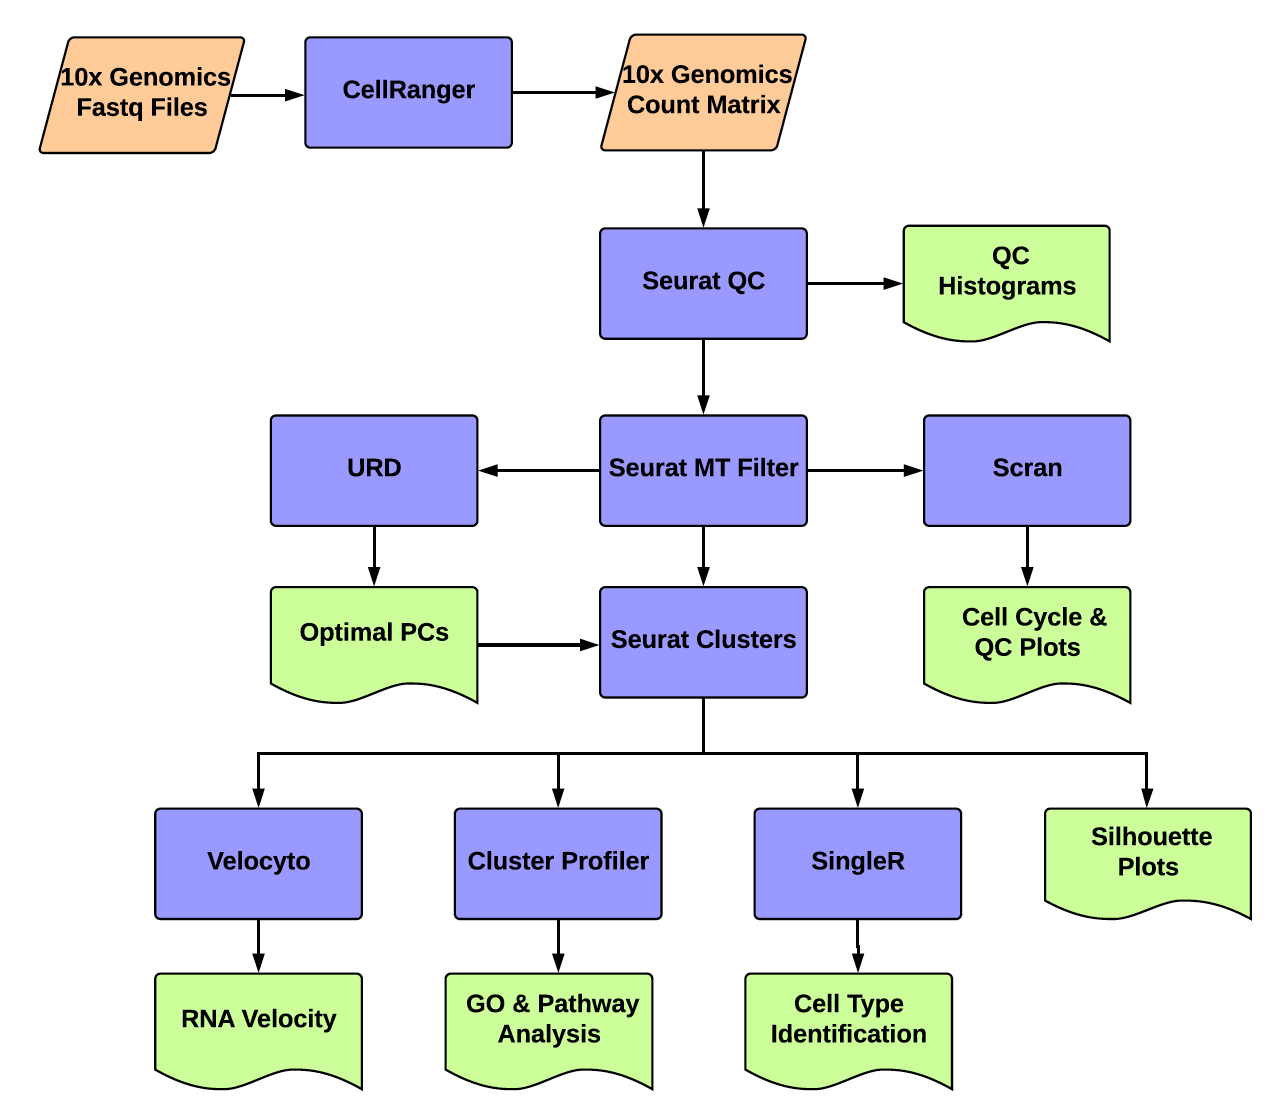 10x Genomics
Fastq Files
CellRanger
10x Genomics
Count Matrix
Seurat QC
QC
Histograms
URD
Seurat MT Filter
Scran
Optimal PCs
Seurat Clusters
Cell Cycle &
QC Plots
Velocyto
Cluster Profiler
SingleR
Silhouette
Plots
RNA Velocity
GO & Pathway
Analysis
Cell Type
Identification